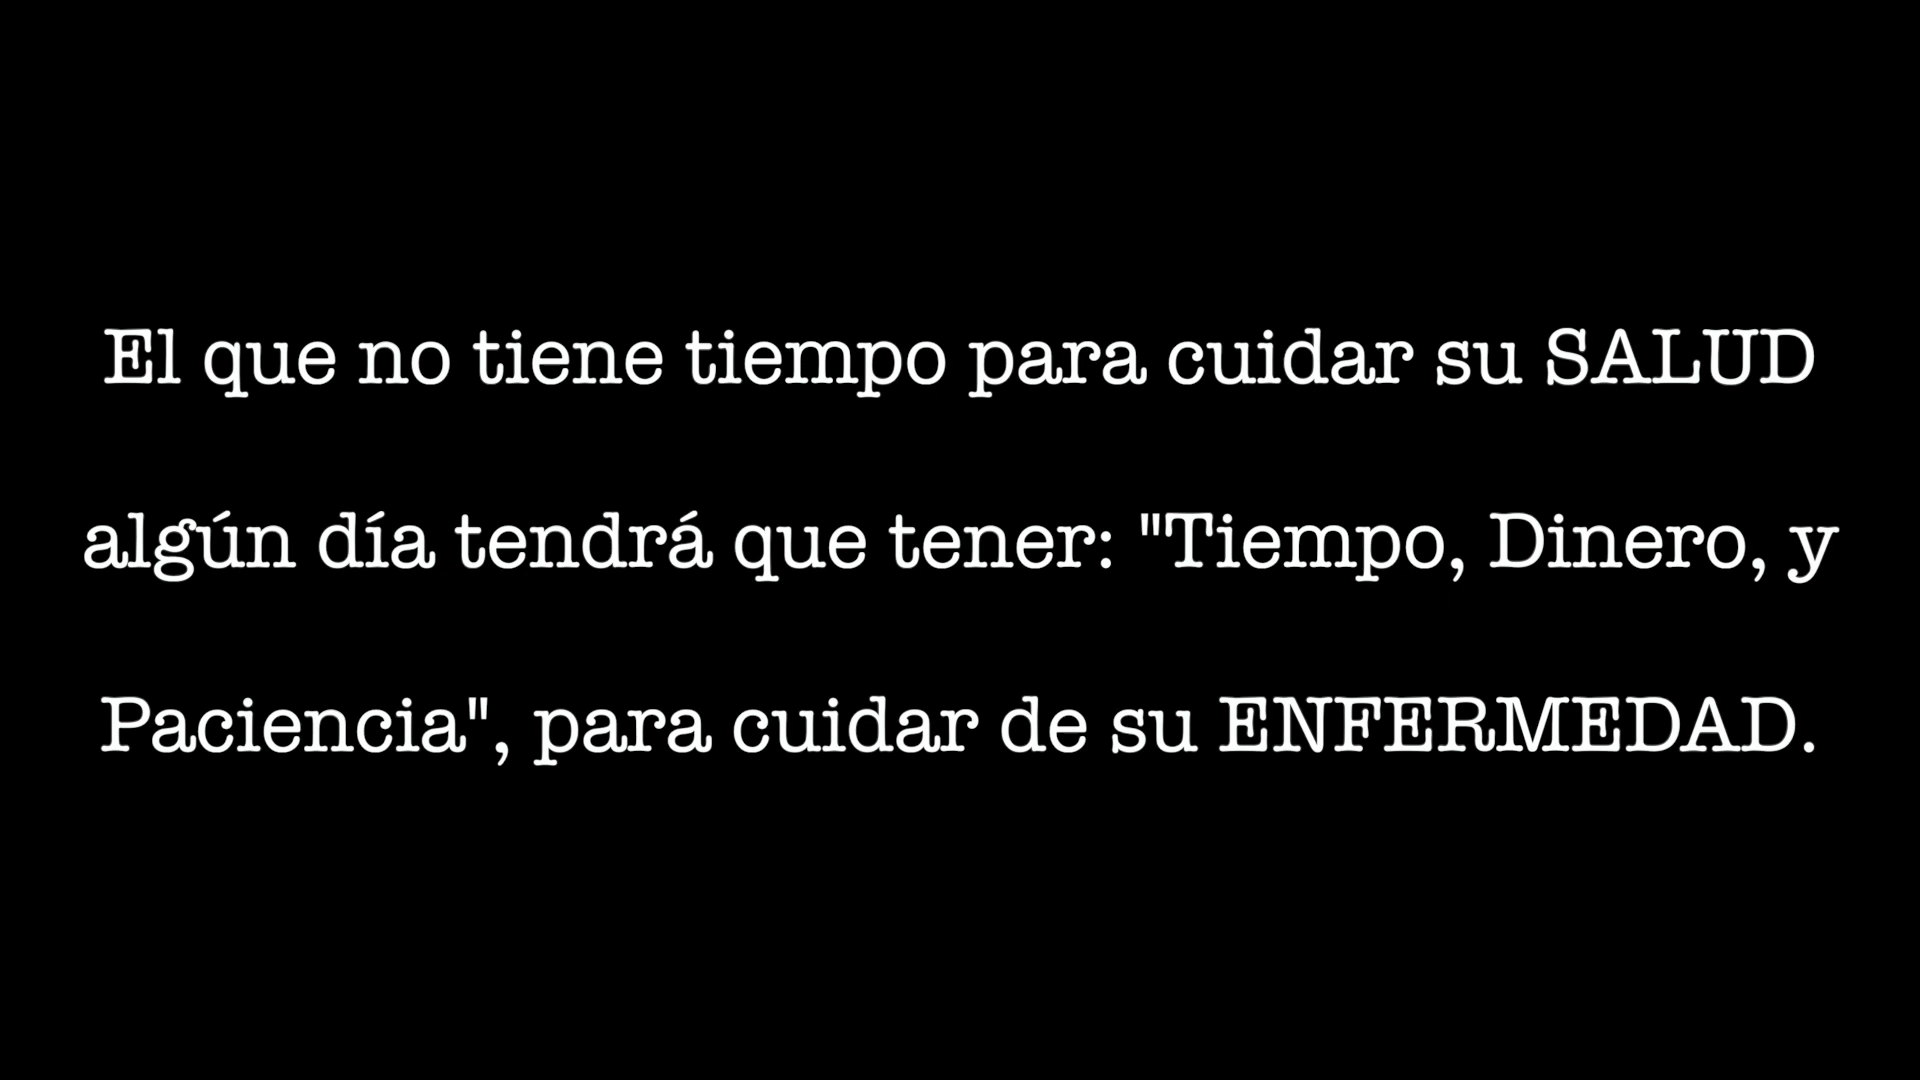 El que no tiene tiempo para cuidar su SALUD
algún día tendrá que tener: "Tiempo, Dinero, y
Paciencia", para cuidar de su ENFERMEDAD.